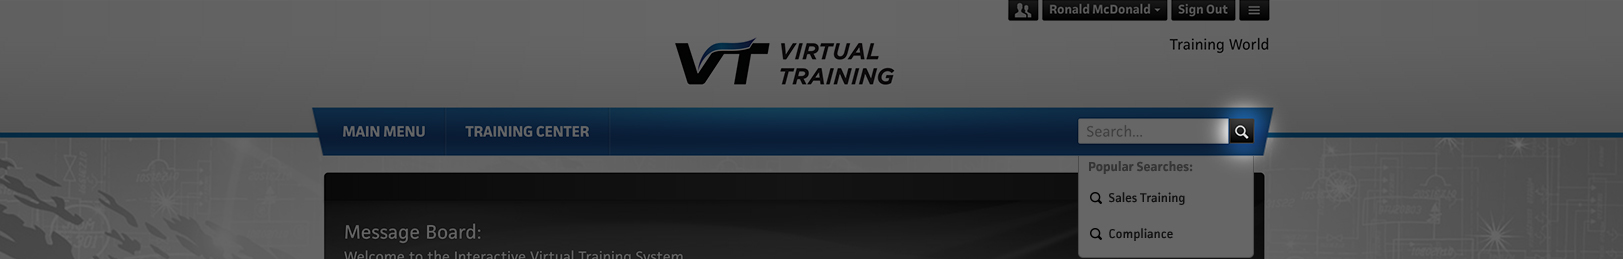 Ronald McDonald
Sign Out
Training World
VT VIRTUAL
TRAINING
MAIN MENU
TRAINING CENTER
Search...
Popular Searches:
Sales Training
Compliance
Message Board:
Welcome to the Interactive Virtual Training System